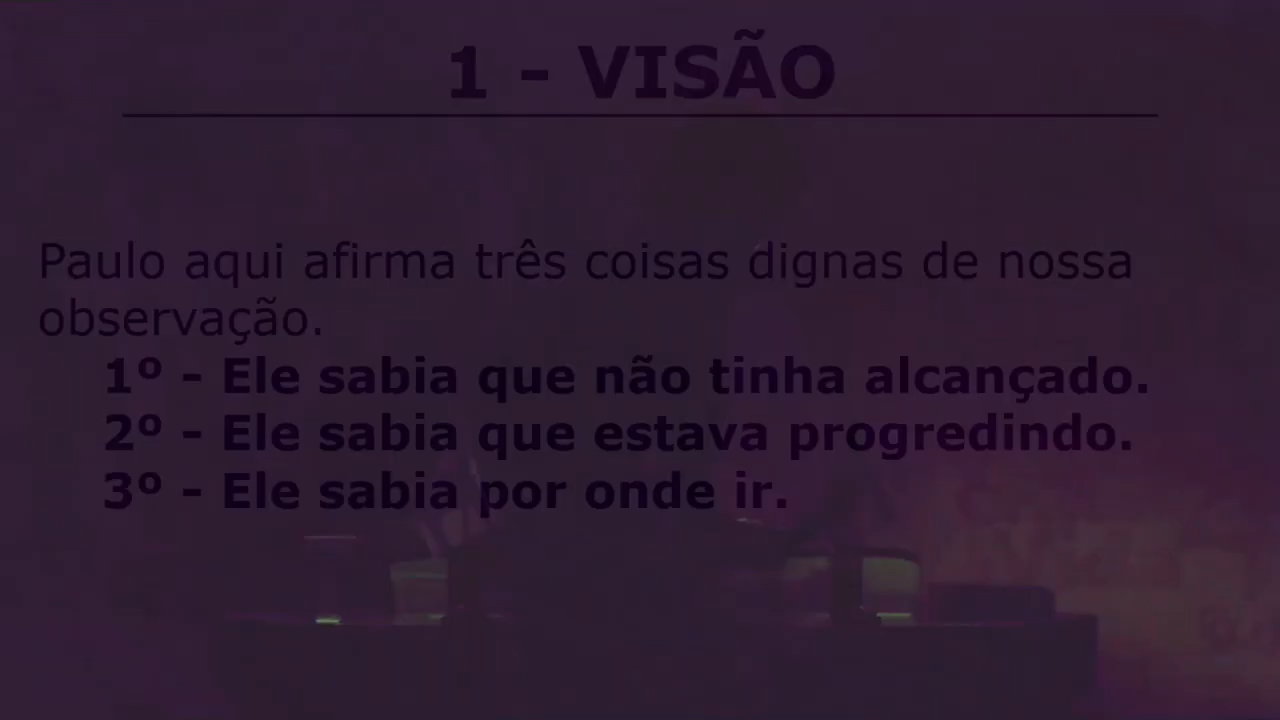 1 - VISÃO
Paulo aqui afirma três coisas dignas de nossa
observação.
1º - Ele sabia que não tinha alcançado.
2º - Ele sabia que estava progredindo.
3º - Ele sabia por onde ir.